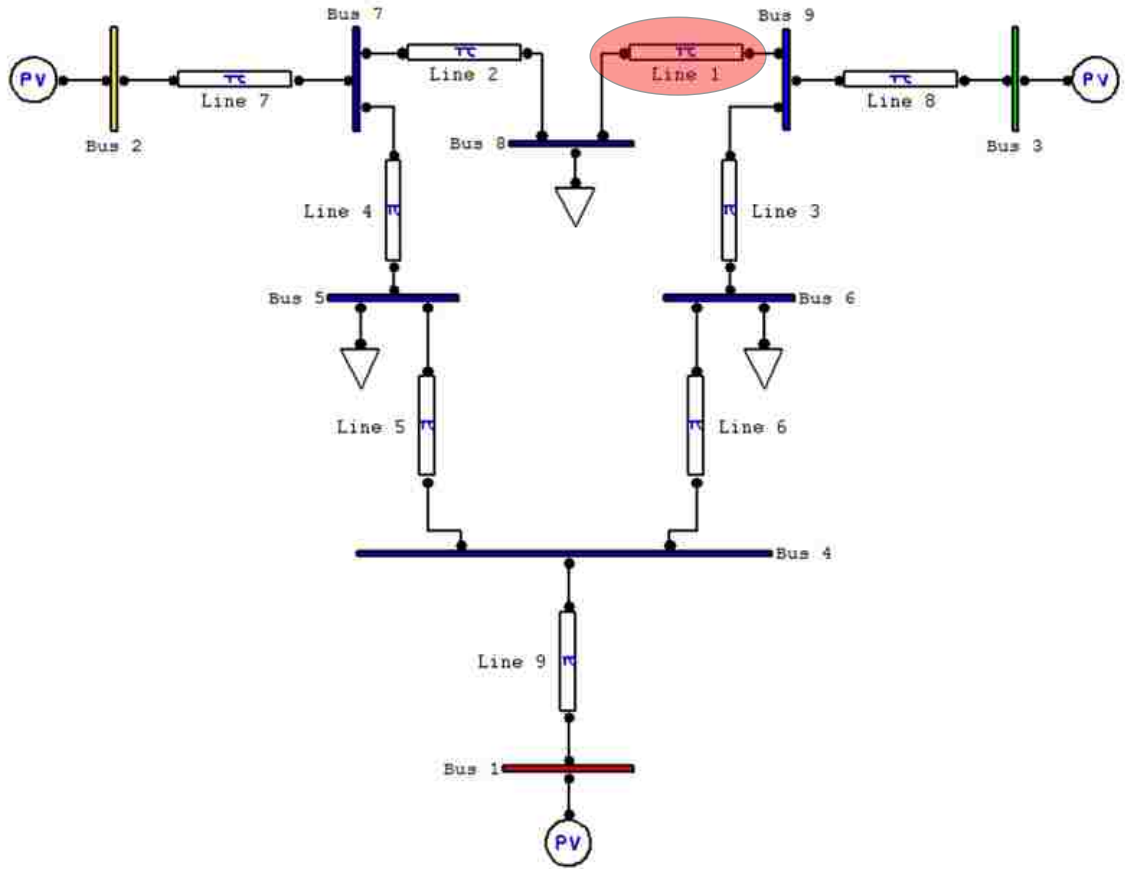 Bus 7
Bus 9
π
Line 2
π
Line 1
PV
π
Line 7
Bus 2
π
Line 8
PV
Bus 3
Bus 8
Line 4
π
π
Line 3
Bus 5
Bus 6
Line 5
π
π
Line 6
Bus 4
Line 9
π
Bus 1
PV